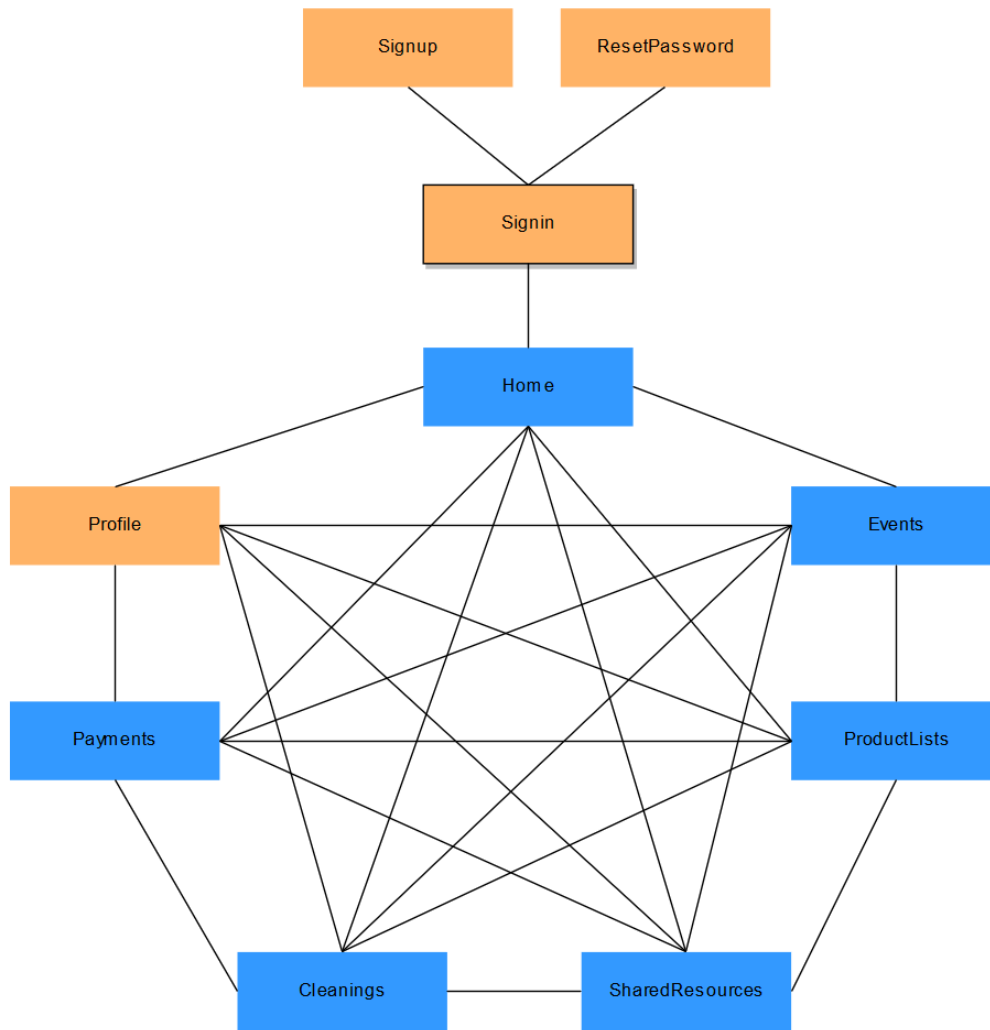 Signup
ResetPassword
Signin
Home
Profile
Events
Payments
ProductLists
Cleanings
SharedResources